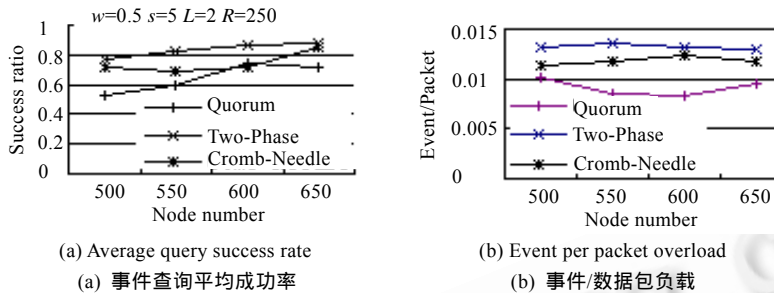 w=0.5 s=5 L=2 R=250
1
0.8
0.6
0.4
0.2
0
Success ratio
Quorum
Two-Phase
Cromb-Needle
500 550 600 650
Node number
(a) Average query success rate
(a) 事件查询平均成功率
0.015
0.01
0.005
0
Event/Packet
Quorum
Two-Phase
Cromb-Needle
500 550 600 650
Node number
(b) Event per packet overload
(b) 事件/数据包负载